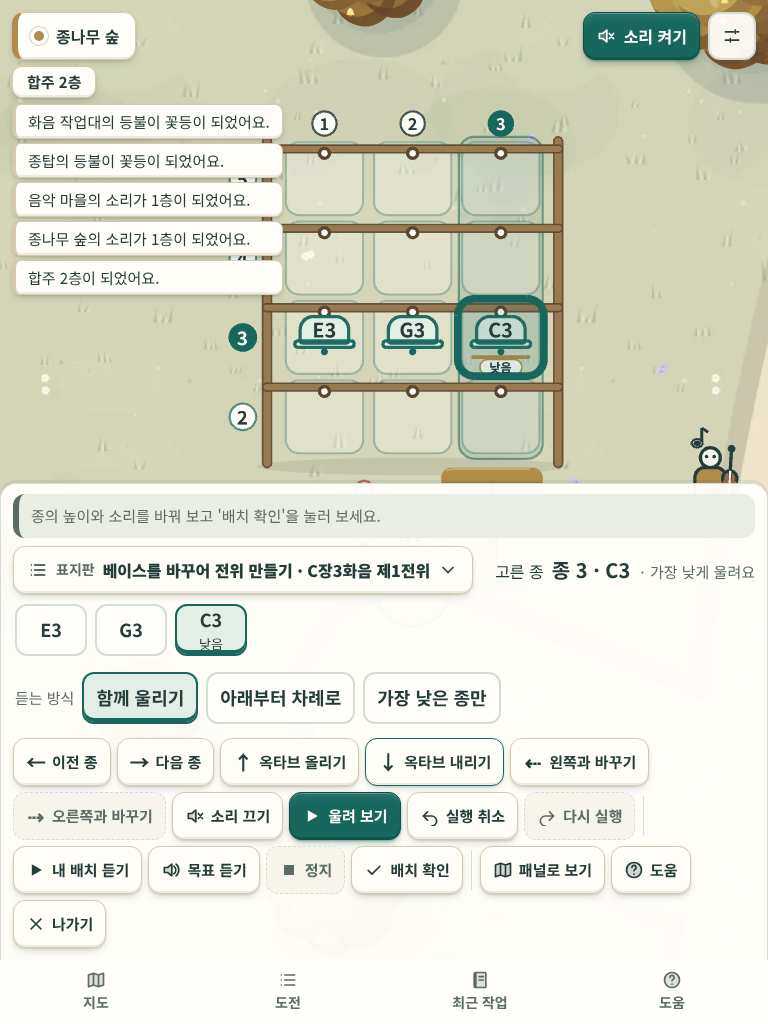 종나무 숲
소리 켜기
합주 2층
화음 작업대의 등불이 꽃등이 되었어요.
종탑의 등불이 꽃등이 되었어요.
음악 마을의 소리가 1층이 되었어요.
종나무 숲의 소리가 1층이 되었어요.
합주 2층이 되었어요.
1 2 3
3 E3 G3 C3
낮음
2
종의 높이와 소리를 바꿔 보고 '배치 확인'을 눌러 보세요.
표지판 베이스를 바꾸어 전위 만들기 · C장3화음 제1전위
고른 종 종 3 · C3 · 가장 낮게 울려요
E3 G3 C3
낮음
듣는 방식 함께 울리기 아래부터 차례로 가장 낮은 종만
이전 종 다음 종 옥타브 올리기 옥타브 내리기 왼쪽과 바꾸기
오른쪽과 바꾸기 소리 끄기 울려 보기 실행 취소 다시 실행
내 배치 듣기 목표 듣기 정지 배치 확인 패널로 보기 도움
나가기
지도 도전 최근 작업 도움